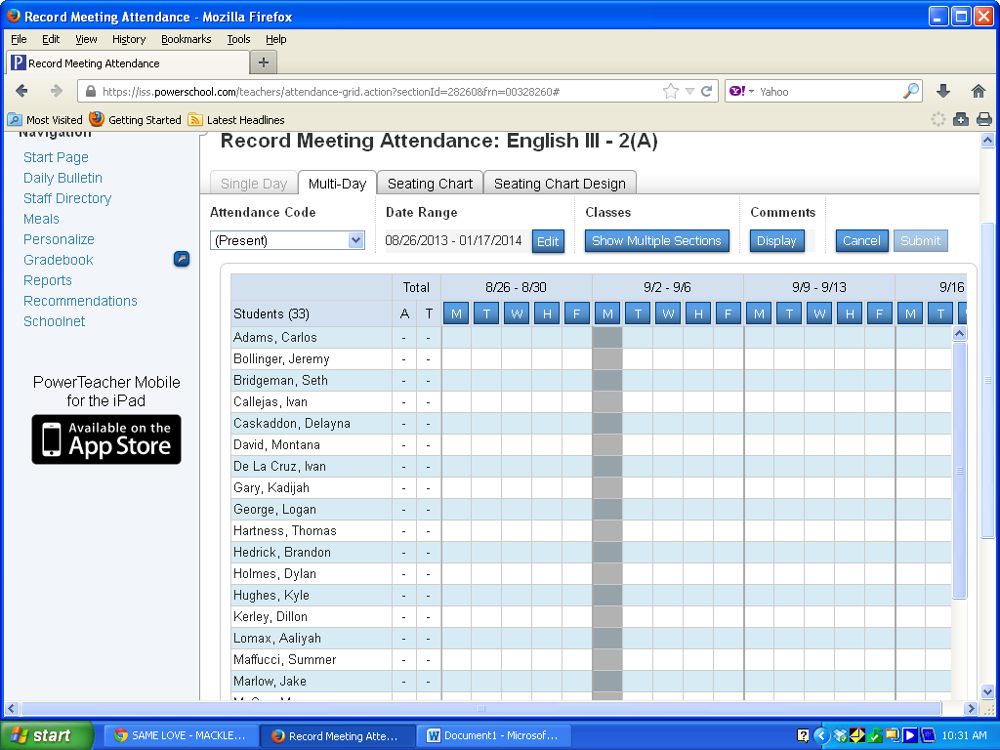 Record Meeting Attendance - Mozilla Firefox
File Edit View History Bookmarks Tools Help
Record Meeting Attendance
https://iss.powerschool.com/teachers/attendance-grid.action?sectionId=28260&frn=00328260#
Yahoo
Most Visited Getting Started Latest Headlines
Navigation
Start Page
Daily Bulletin
Staff Directory
Meals
Personalize
Gradebook
Reports
Recommendations
Schoolnet
PowerTeacher Mobile
for the iPad
Available on the
App Store
Record Meeting Attendance: English III - 2(A)
Single Day Multi-Day Seating Chart Seating Chart Design
Attendance Code Date Range Classes Comments
(Present) 08/26/2013 - 01/17/2014 Edit Show Multiple Sections Display Cancel Submit
Total 8/26 - 8/30 9/2 - 9/6 9/9 - 9/13 9/16
Students (33) A T M T W H F M T W H F M T W H F M T
Adams, Carlos - -
Bollinger, Jeremy - -
Bridgeman, Seth - -
Callejas, Ivan - -
Caskaddon, Delayna - -
David, Montana - -
De La Cruz, Ivan - -
Gary, Kadijah - -
George, Logan - -
Hartness, Thomas - -
Hedrick, Brandon - -
Holmes, Dylan - -
Hughes, Kyle - -
Kerley, Dillon - -
Lomax, Aaliyah - -
Maffucci, Summer - -
Marlow, Jake - -
start SAME LOVE - MACKLE... Record Meeting Atte... Document1 - Microsof... 10:31 AM